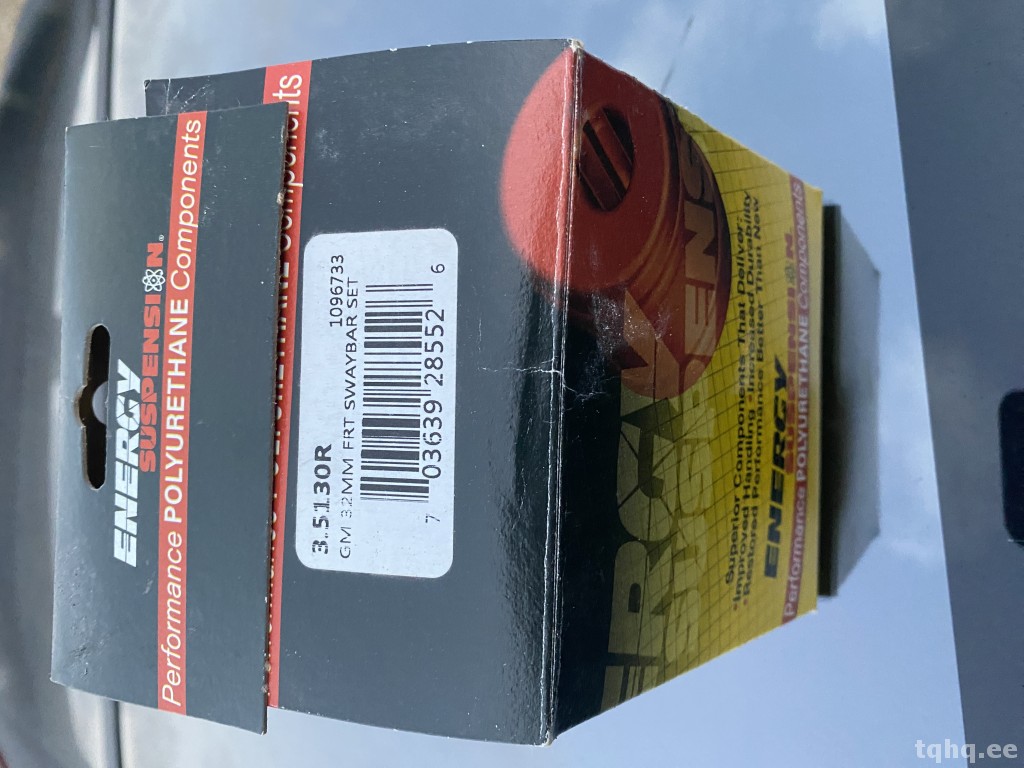 ENERGY
SUSPENSION®
Performance POLYURETHANE Components
3.5130R
GM 32MM FRT SWAYBAR SET
1096733
7 03639 28552 6
Superior Components That Deliver:
•Improved Handling •Increased Durability
•Restored Performance Better Than New
ENERGY
SUSPENSION
Performance POLYURETHANE Components
tqhq.ee